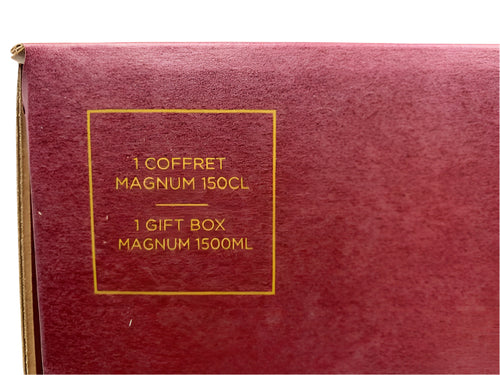 1 COFFRET
MAGNUM 150CL
1 GIFT BOX
MAGNUM 1500ML